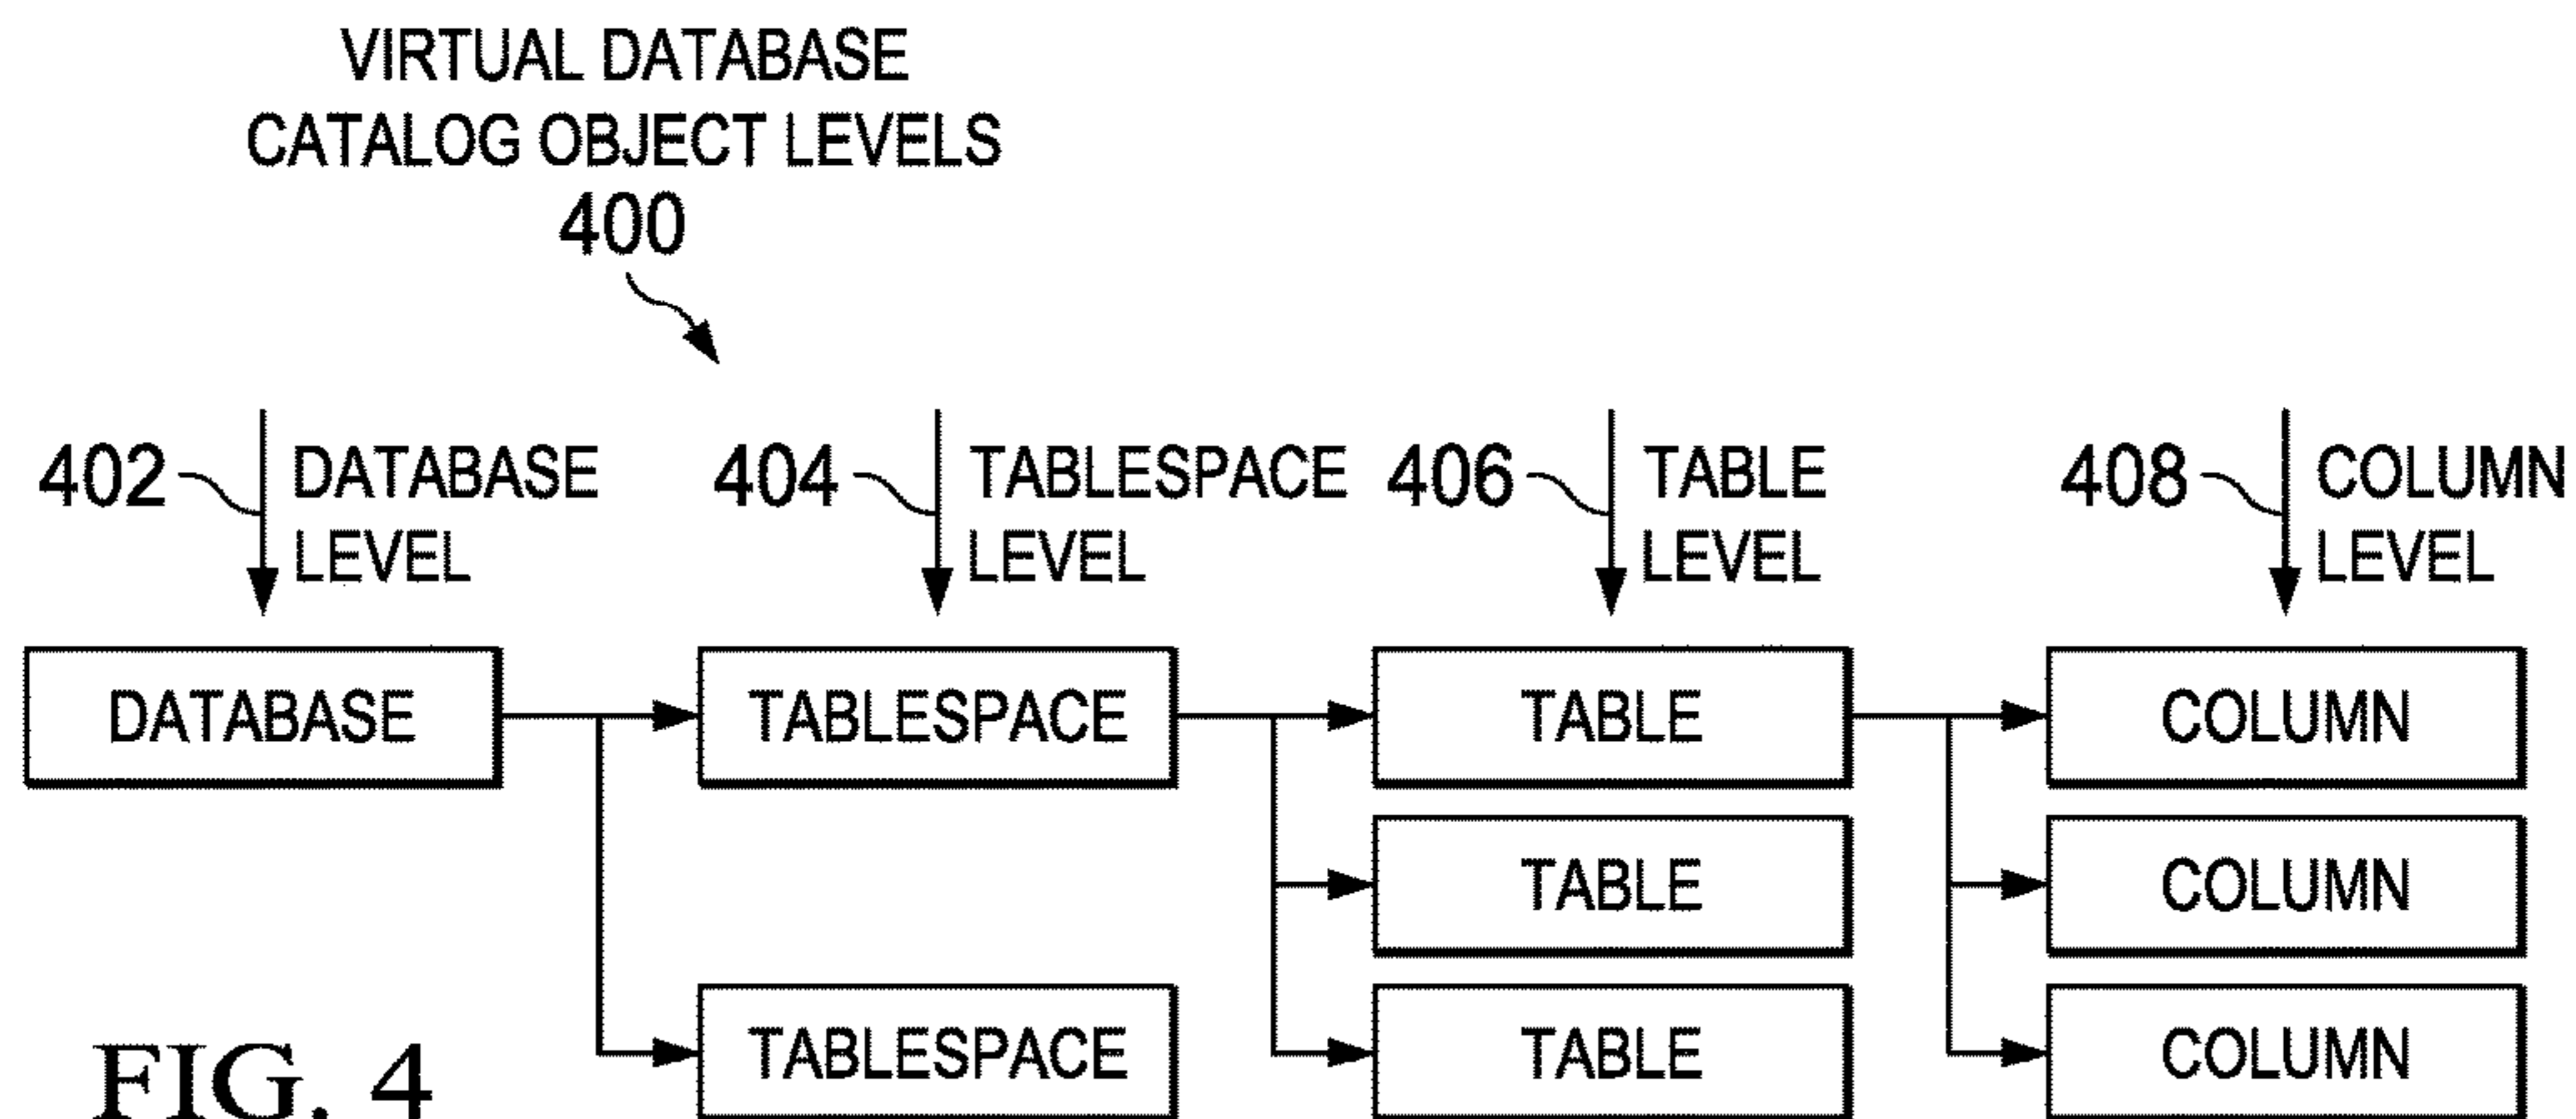 VIRTUAL DATABASE
CATALOG OBJECT LEVELS
400
402
DATABASE
LEVEL
404
TABLESPACE
LEVEL
406
TABLE
LEVEL
408
COLUMN
LEVEL
DATABASE
TABLESPACE
TABLE
COLUMN
TABLE
COLUMN
TABLESPACE
TABLE
COLUMN
FIG. 4